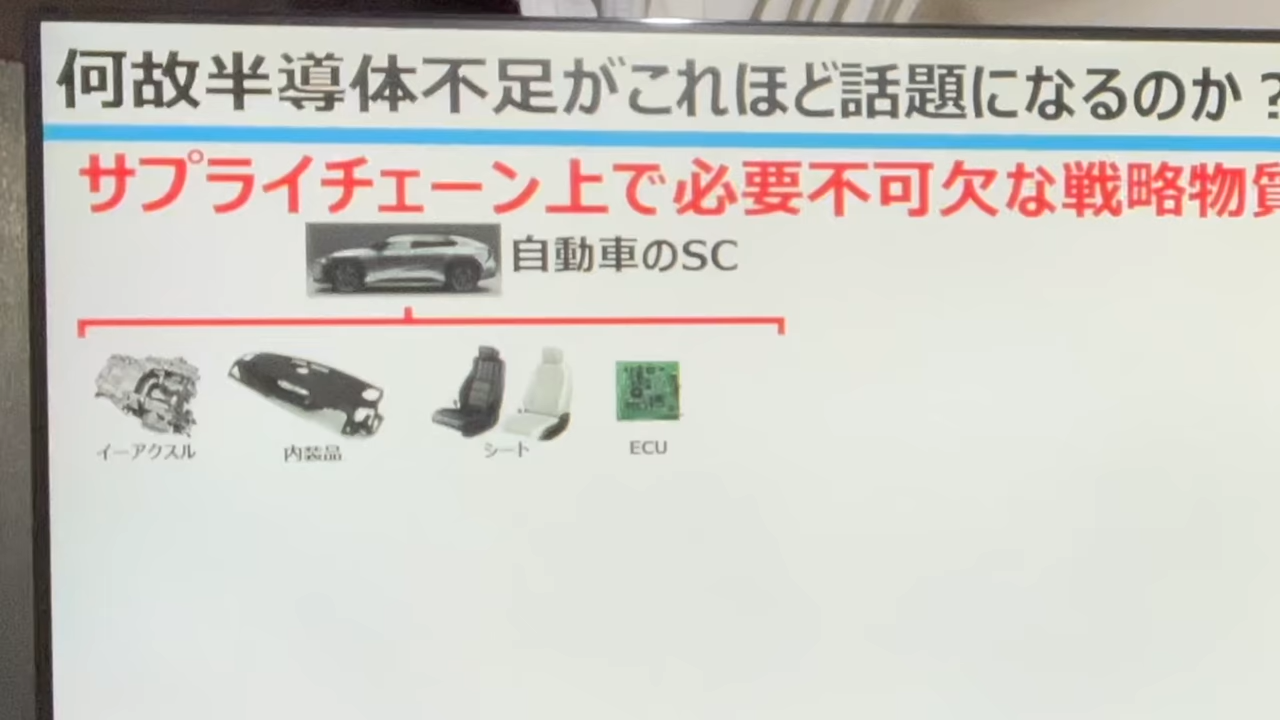 何故半導体不足がこれほど話題になるのか？
サプライチェーン上で必要不可欠な戦略物質
自動車のSC
イーアクスル
内装品
シート
ECU